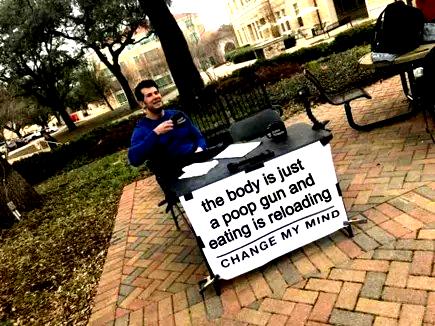 the body is just
a poop gun and
eating is reloading
CHANGE MY MIND